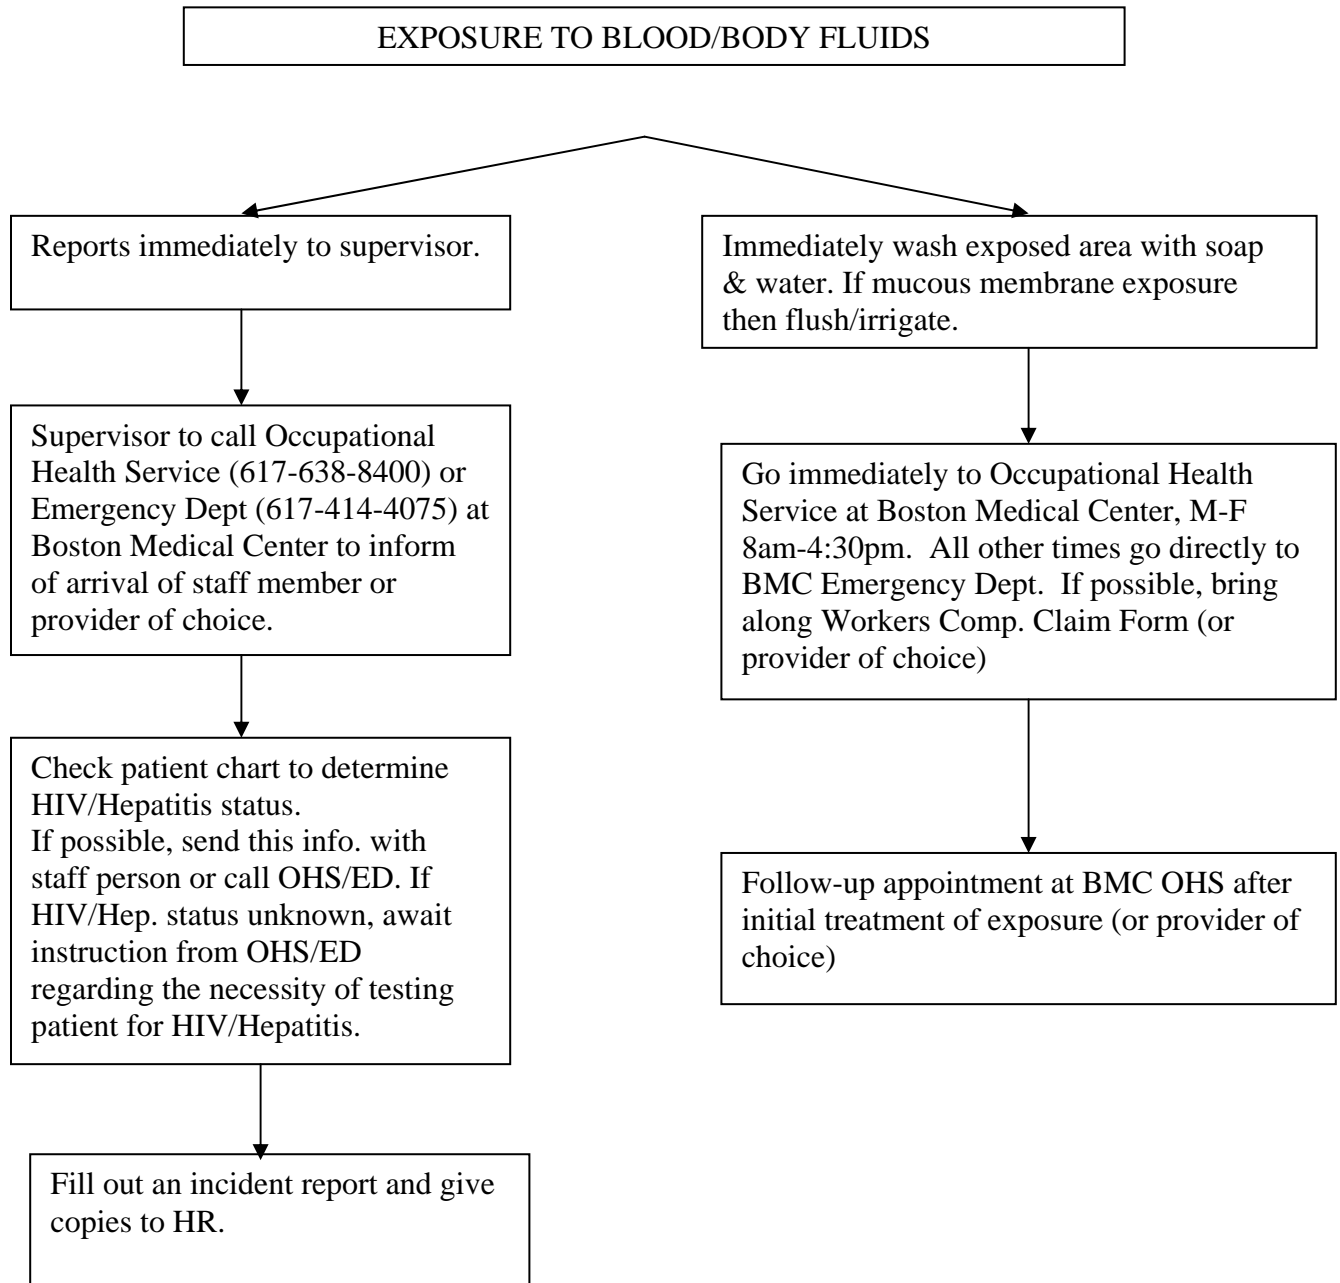 EXPOSURE TO BLOOD/BODY FLUIDS
Reports immediately to supervisor.
Supervisor to call Occupational
Health Service (617-638-8400) or
Emergency Dept (617-414-4075) at
Boston Medical Center to inform
of arrival of staff member or
provider of choice.
Check patient chart to determine
HIV/Hepatitis status.
If possible, send this info. with
staff person or call OHS/ED. If
HIV/Hep. status unknown, await
instruction from OHS/ED
regarding the necessity of testing
patient for HIV/Hepatitis.
Fill out an incident report and give
copies to HR.
Immediately wash exposed area with soap
& water. If mucous membrane exposure
then flush/irrigate.
Go immediately to Occupational Health
Service at Boston Medical Center, M-F
8am-4:30pm.  All other times go directly to
BMC Emergency Dept.  If possible, bring
along Workers Comp. Claim Form (or
provider of choice)
Follow-up appointment at BMC OHS after
initial treatment of exposure (or provider of
choice)